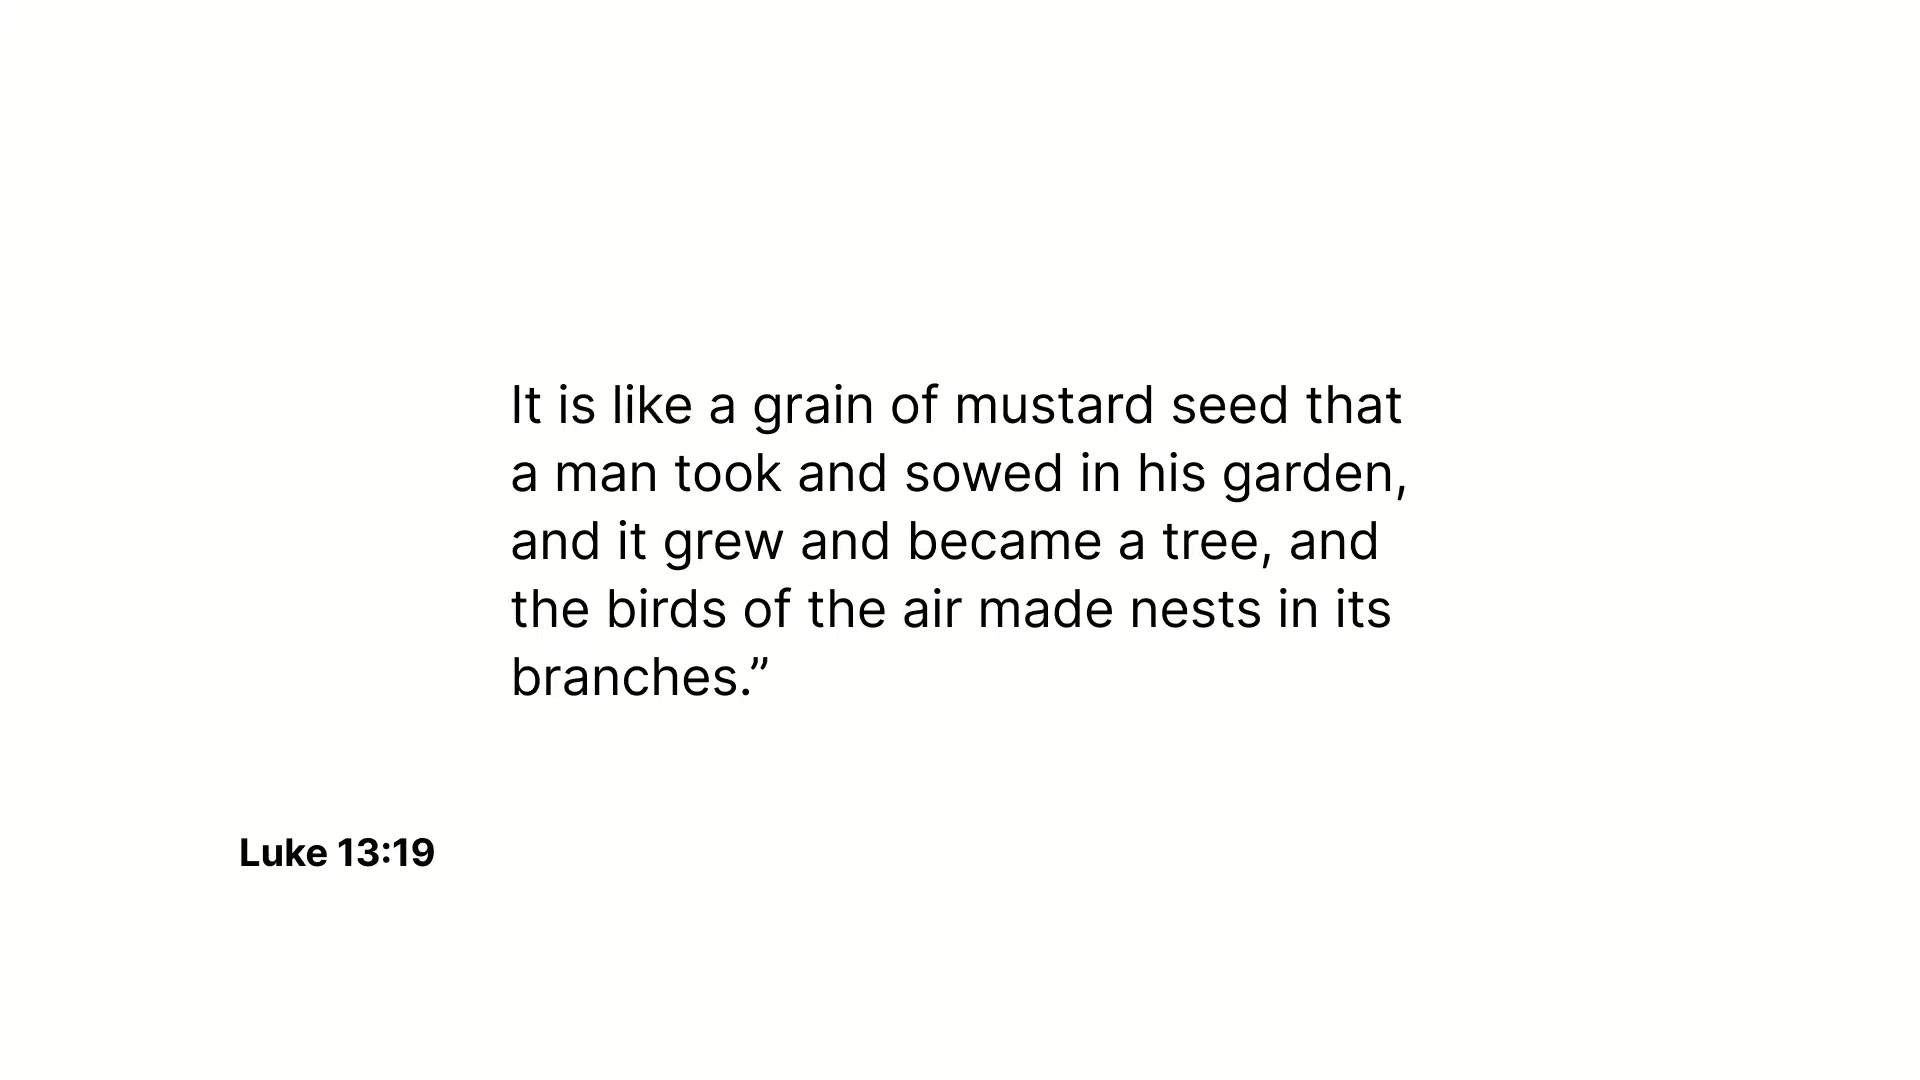 It is like a grain of mustard seed that
a man took and sowed in his garden,
and it grew and became a tree, and
the birds of the air made nests in its
branches.”
Luke 13:19